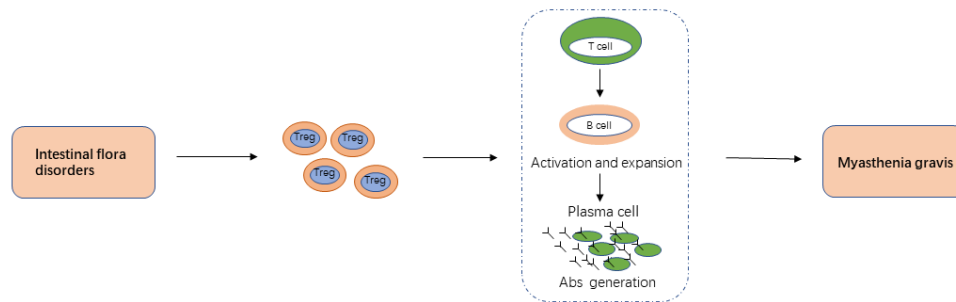 Intestinal flora
disorders
Treg
Treg
Treg
Treg
T cell
B cell
Activation and expansion
Plasma cell
Abs generation
Myasthenia gravis